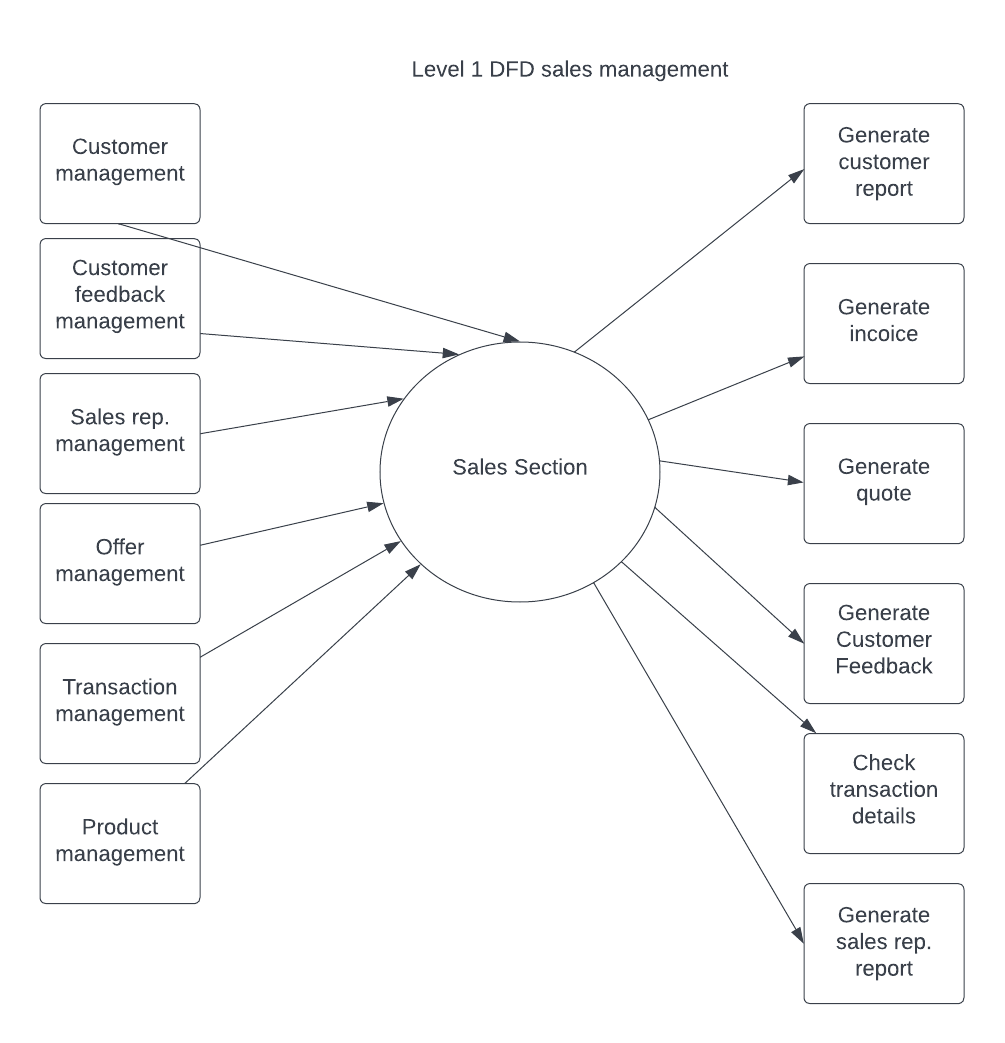 Level 1 DFD sales management
Customer
management
Customer
feedback
management
Sales rep.
management
Offer
management
Transaction
management
Product
management
Sales Section
Generate
customer
report
Generate
incoice
Generate
quote
Generate
Customer
Feedback
Check
transaction
details
Generate
sales rep.
report